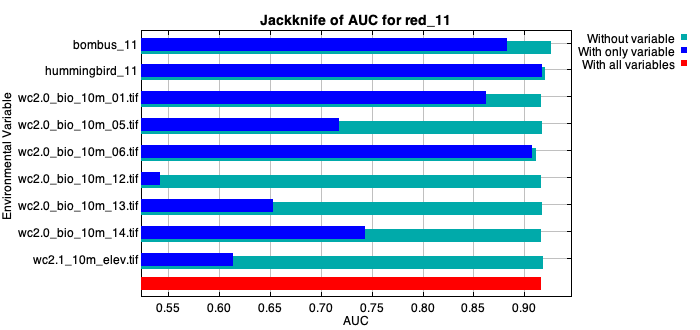 Jackknife of AUC for red_11
Without variable
With only variable
With all variables
Environmental Variable
bombus_11
hummingbird_11
wc2.0_bio_10m_01.tif
wc2.0_bio_10m_05.tif
wc2.0_bio_10m_06.tif
wc2.0_bio_10m_12.tif
wc2.0_bio_10m_13.tif
wc2.0_bio_10m_14.tif
wc2.1_10m_elev.tif
0.55 0.60 0.65 0.70 0.75 0.80 0.85 0.90
AUC